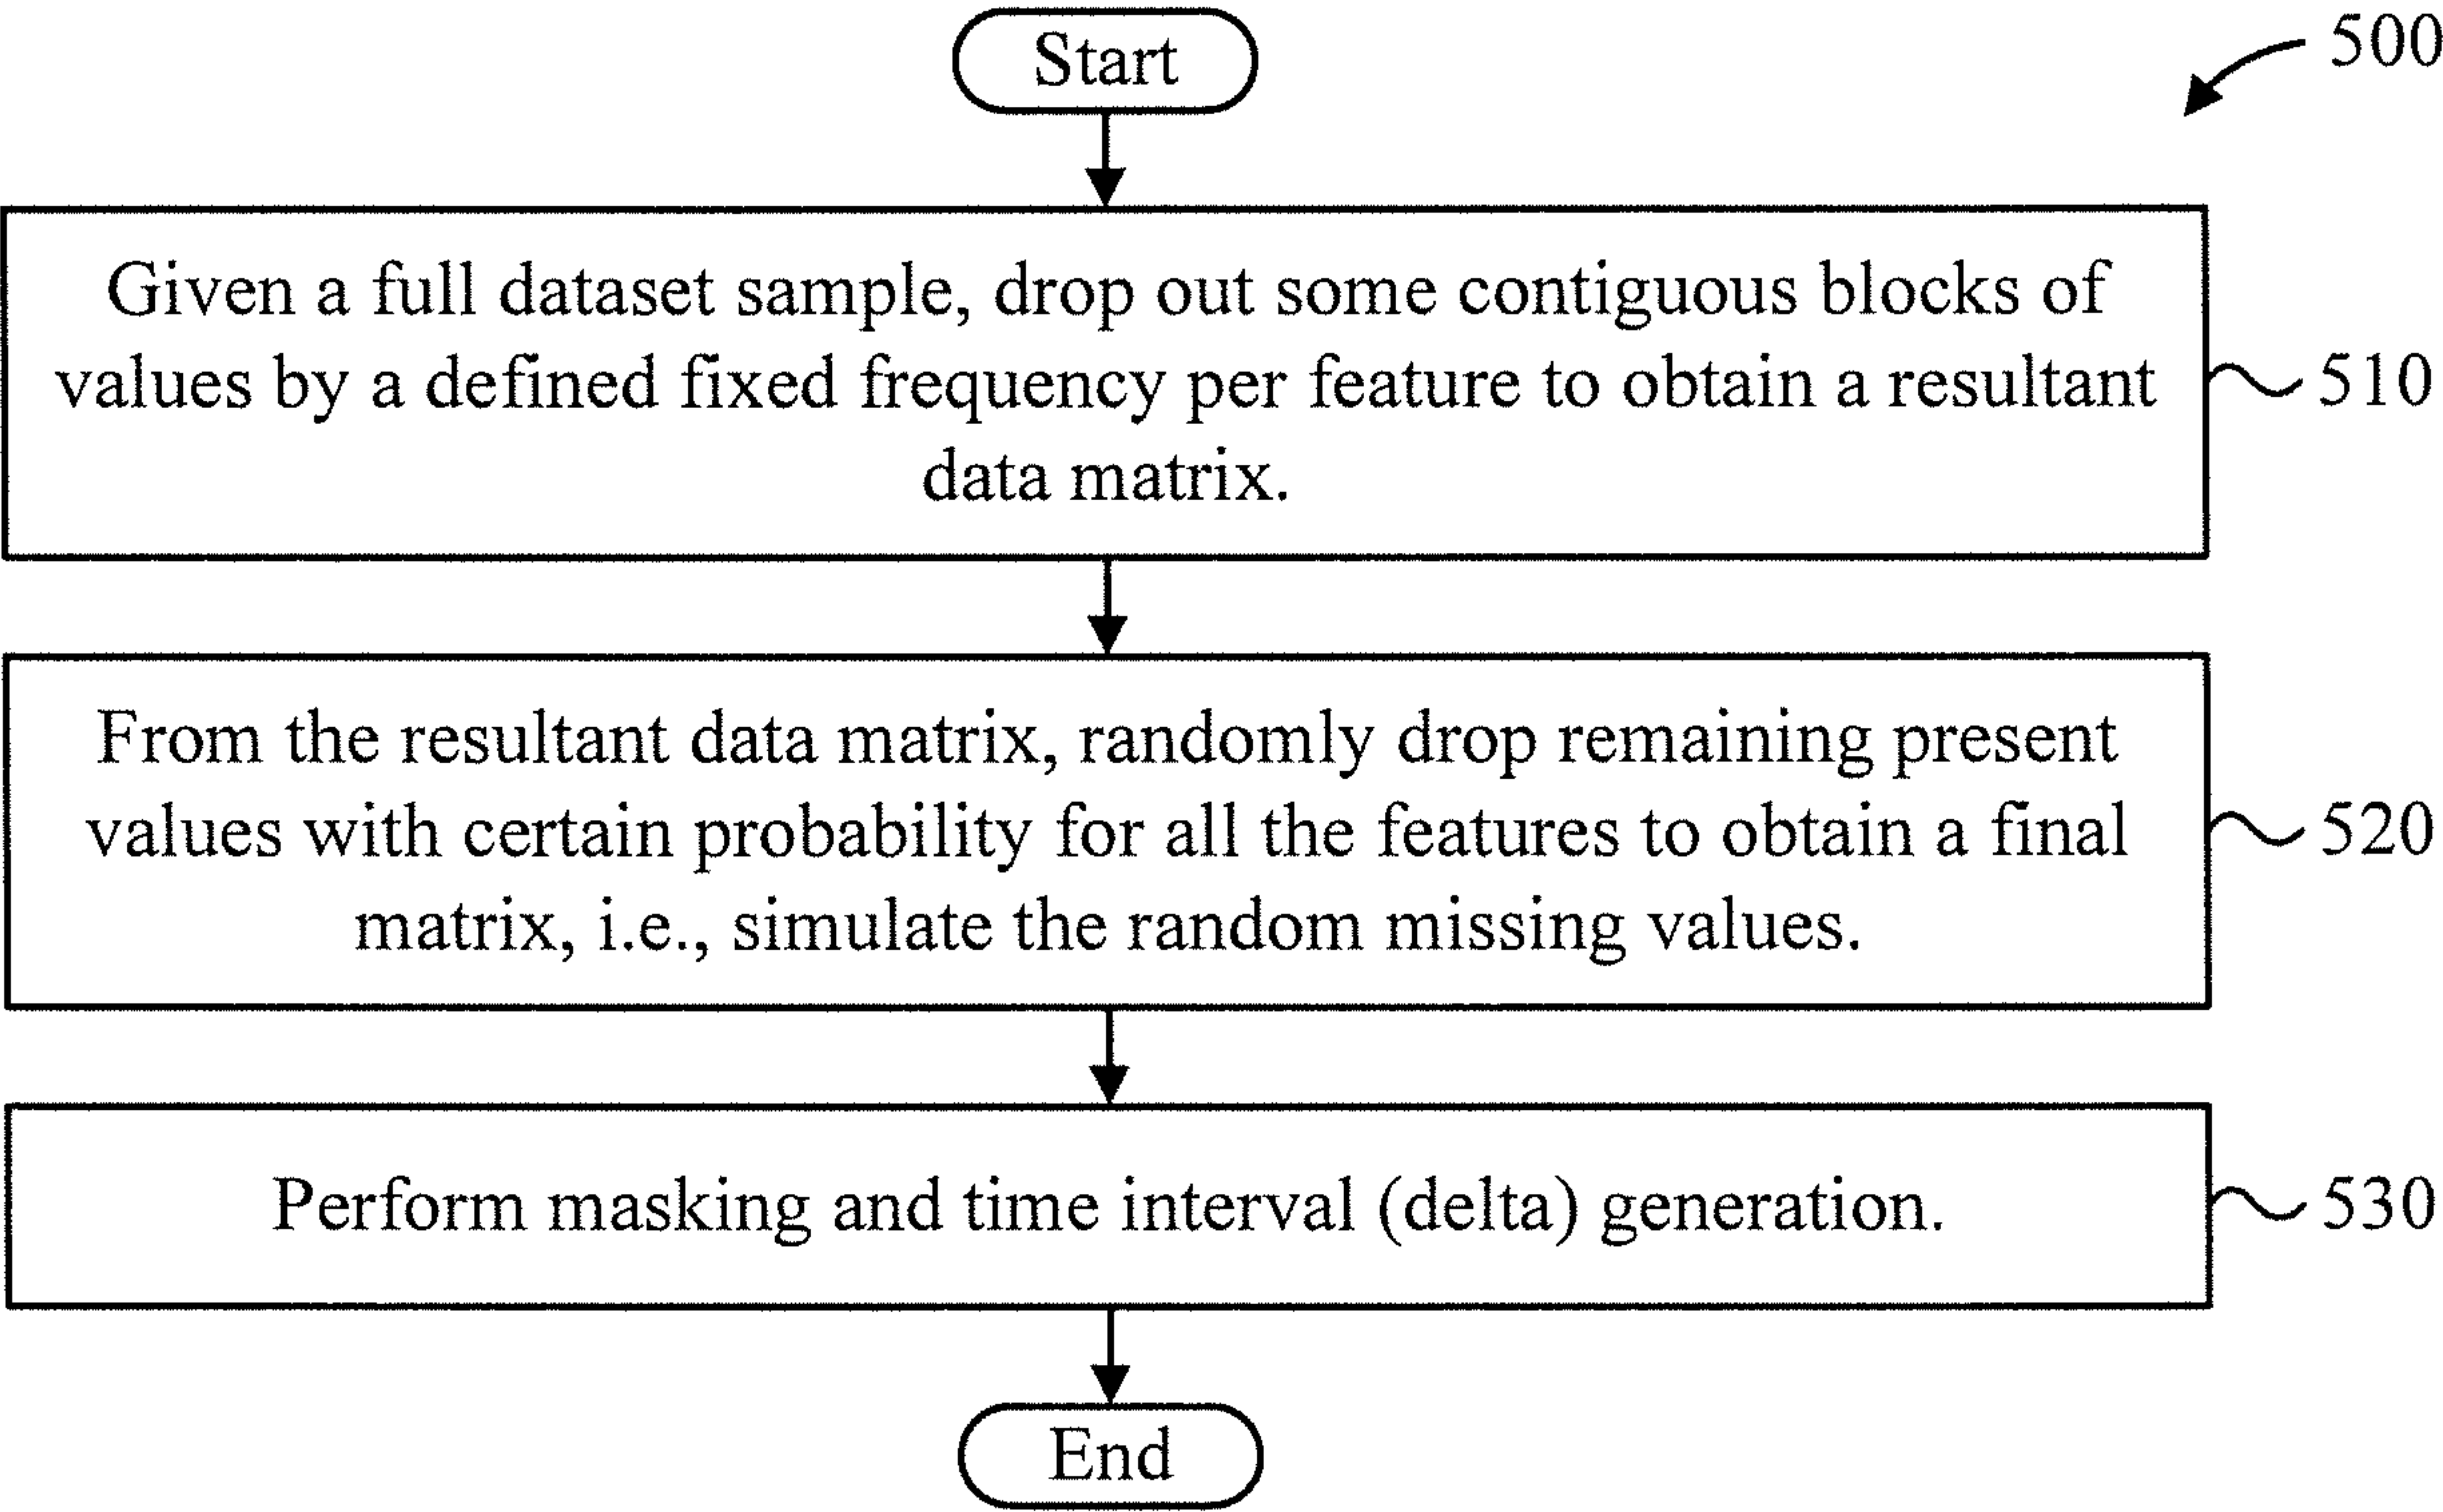 Start
500
Given a full dataset sample, drop out some contiguous blocks of
values by a defined fixed frequency per feature to obtain a resultant
data matrix.
510
From the resultant data matrix, randomly drop remaining present
values with certain probability for all the features to obtain a final
matrix, i.e., simulate the random missing values.
520
Perform masking and time interval (delta) generation.
530
End